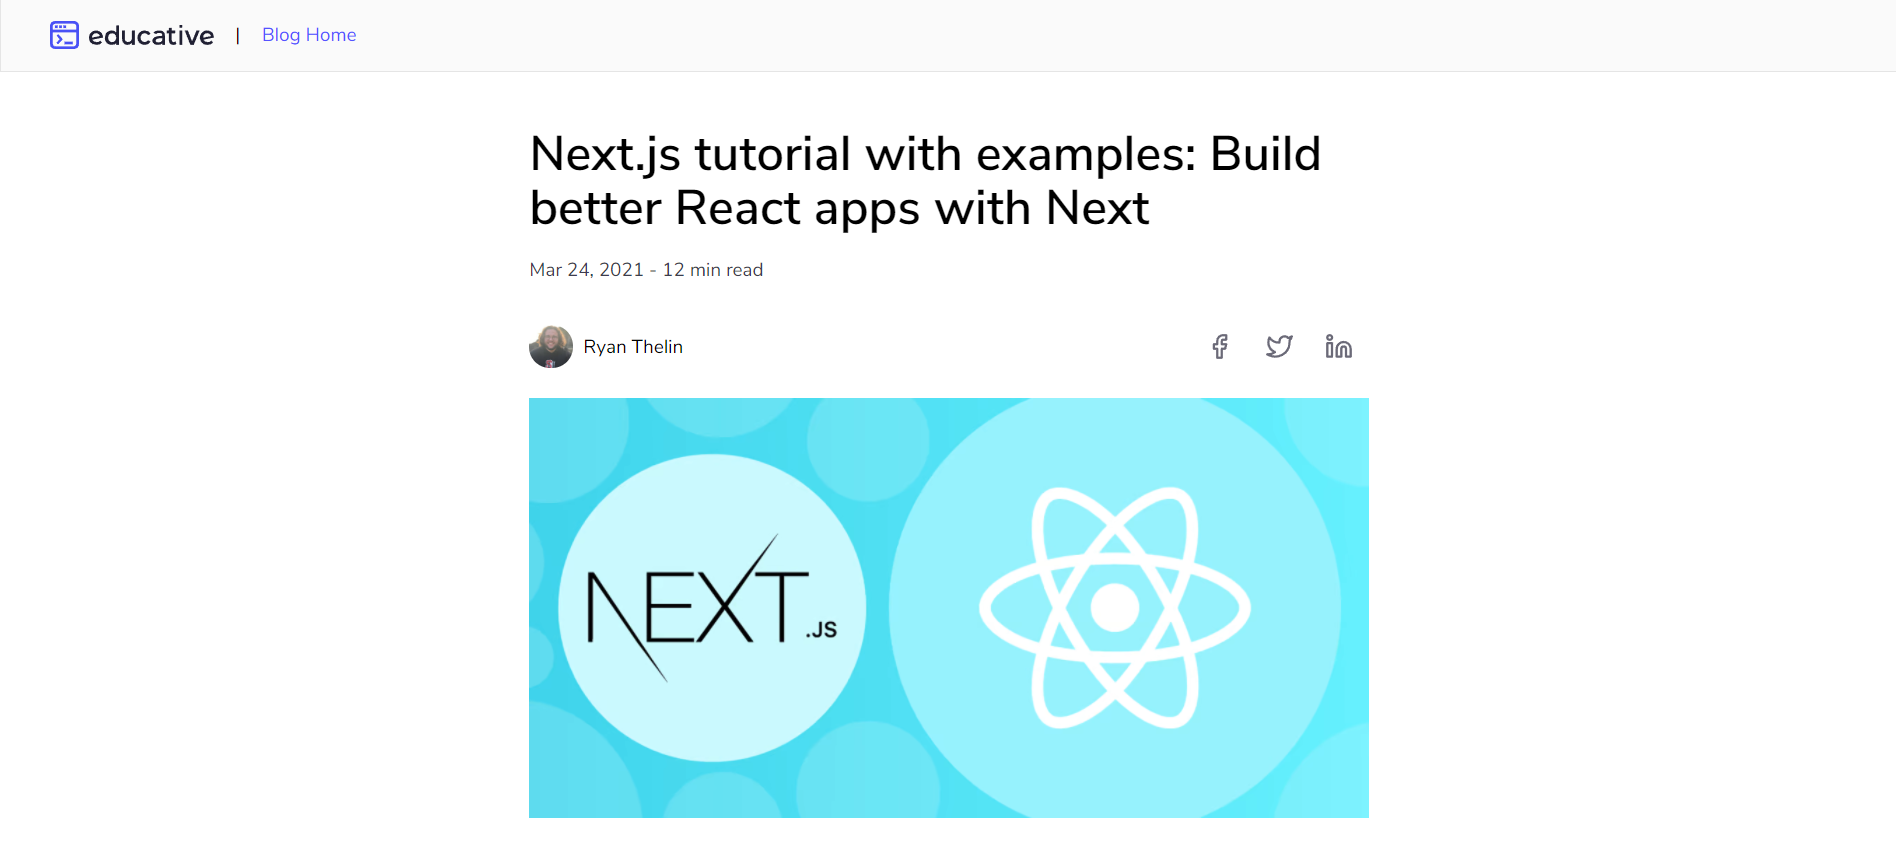 educative | Blog Home
Next.js tutorial with examples: Build
better React apps with Next
Mar 24, 2021 - 12 min read
Ryan Thelin
NEXT.JS